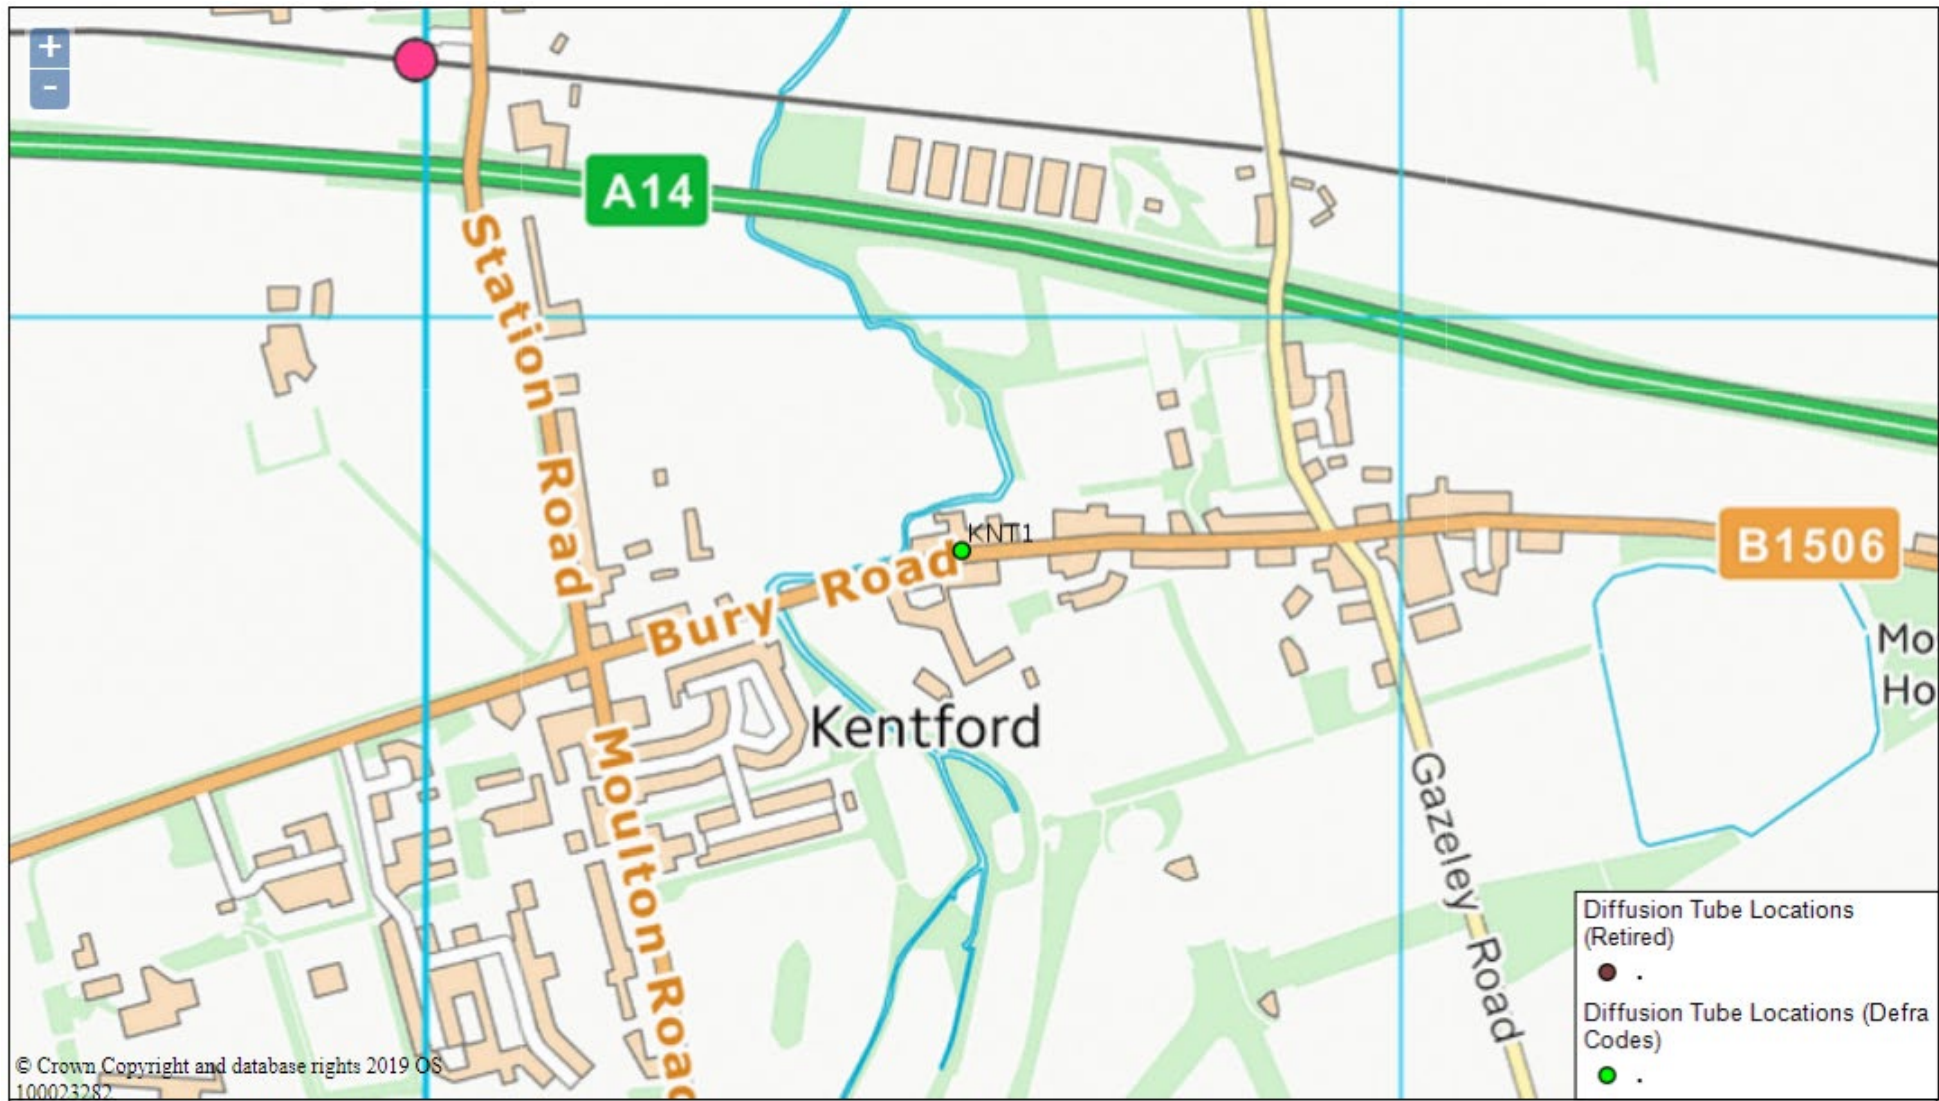 +
-
A14
Station Road
KNT1
B1506
Bury Road
Mo
Ho
Kentford
Moulton Road
Gazeley Road
Diffusion Tube Locations
(Retired)
.
Diffusion Tube Locations (Defra
Codes)
.
© Crown Copyright and database rights 2019 OS
100023282